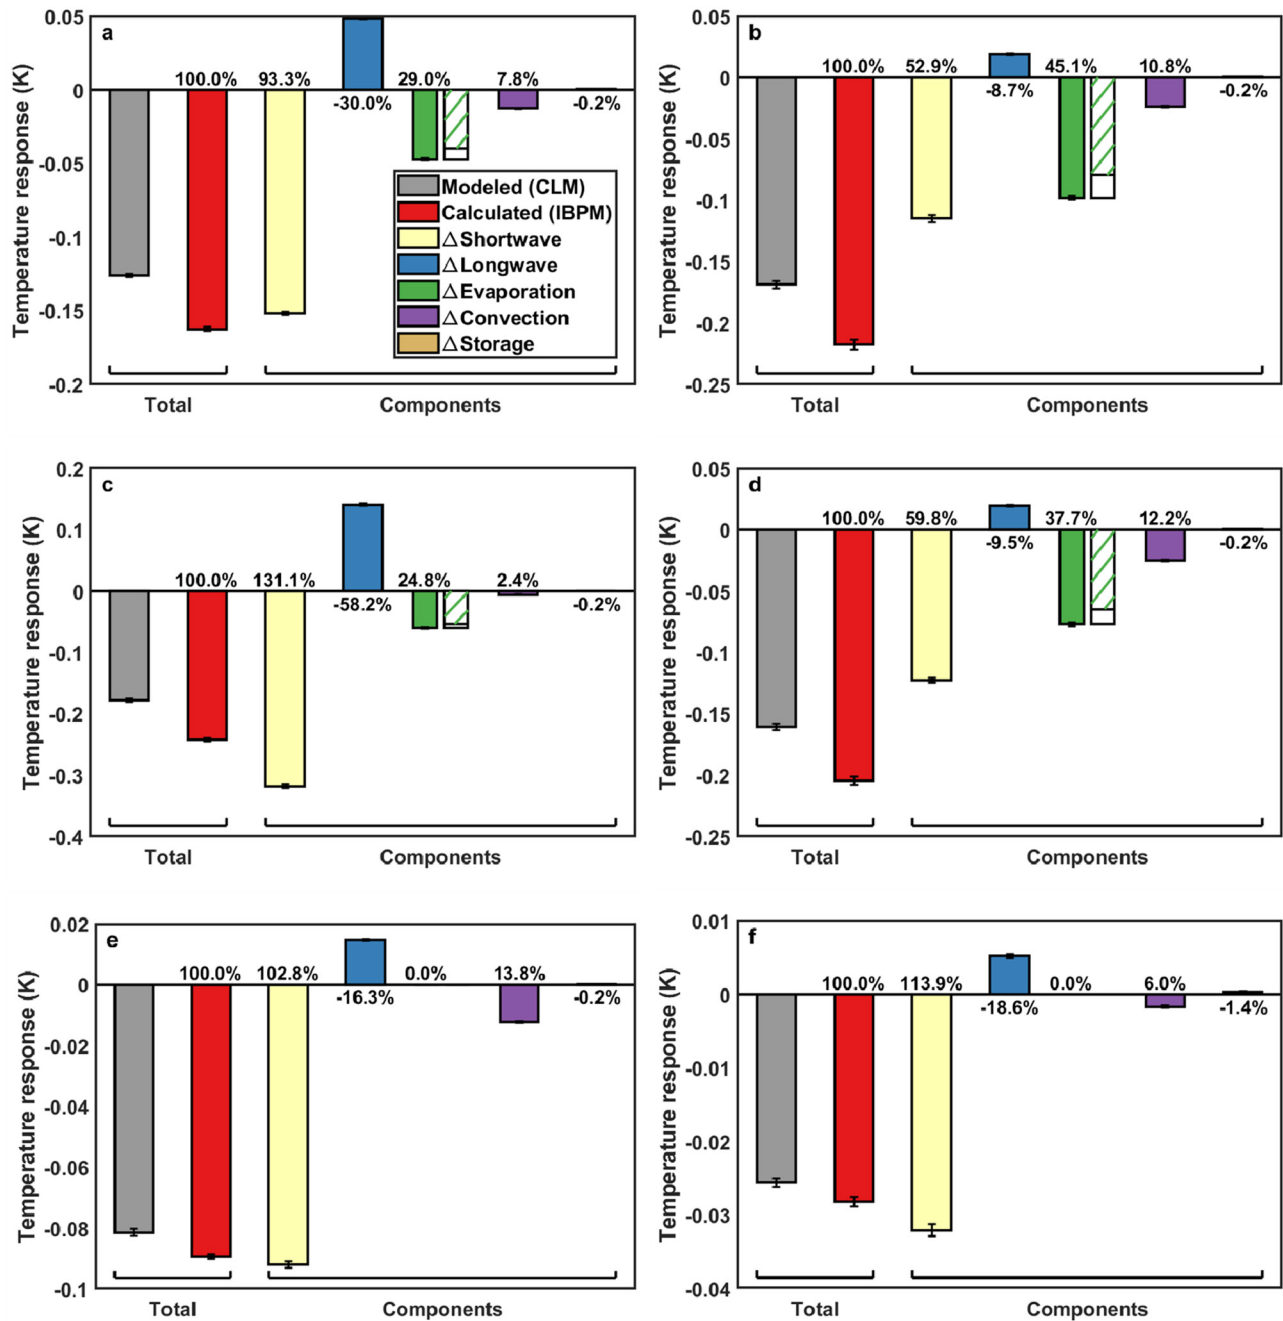 a
Temperature response (K)
0.05
0
-0.05
-0.1
-0.15
-0.2
100.0%
93.3%
-30.0%
29.0%
7.8%
-0.2%
Modeled (CLM)
Calculated (IBPM)
△Shortwave
△Longwave
△Evaporation
△Convection
△Storage
Total
Components
b
Temperature response (K)
0.05
0
-0.05
-0.1
-0.15
-0.2
-0.25
100.0%
52.9%
-8.7%
45.1%
10.8%
-0.2%
Total
Components
c
Temperature response (K)
0.2
0.1
0
-0.1
-0.2
-0.3
-0.4
100.0%
131.1%
-58.2%
24.8%
2.4%
-0.2%
Total
Components
d
Temperature response (K)
0.05
0
-0.05
-0.1
-0.15
-0.2
-0.25
100.0%
59.8%
-9.5%
37.7%
12.2%
-0.2%
Total
Components
e
Temperature response (K)
0.02
0
-0.02
-0.04
-0.06
-0.08
-0.1
100.0%
102.8%
-16.3%
0.0%
13.8%
-0.2%
Total
Components
f
Temperature response (K)
0.01
0
-0.01
-0.02
-0.03
-0.04
100.0%
113.9%
-18.6%
0.0%
6.0%
-1.4%
Total
Components